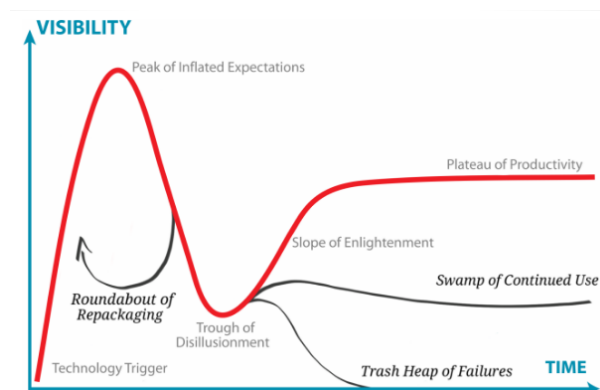 VISIBILITY
Peak of Inflated Expectations
Plateau of Productivity
Slope of Enlightenment
Swamp of Continued Use
Roundabout of
Repackaging
Trough of
Disillusionment
Technology Trigger
Trash Heap of Failures
TIME